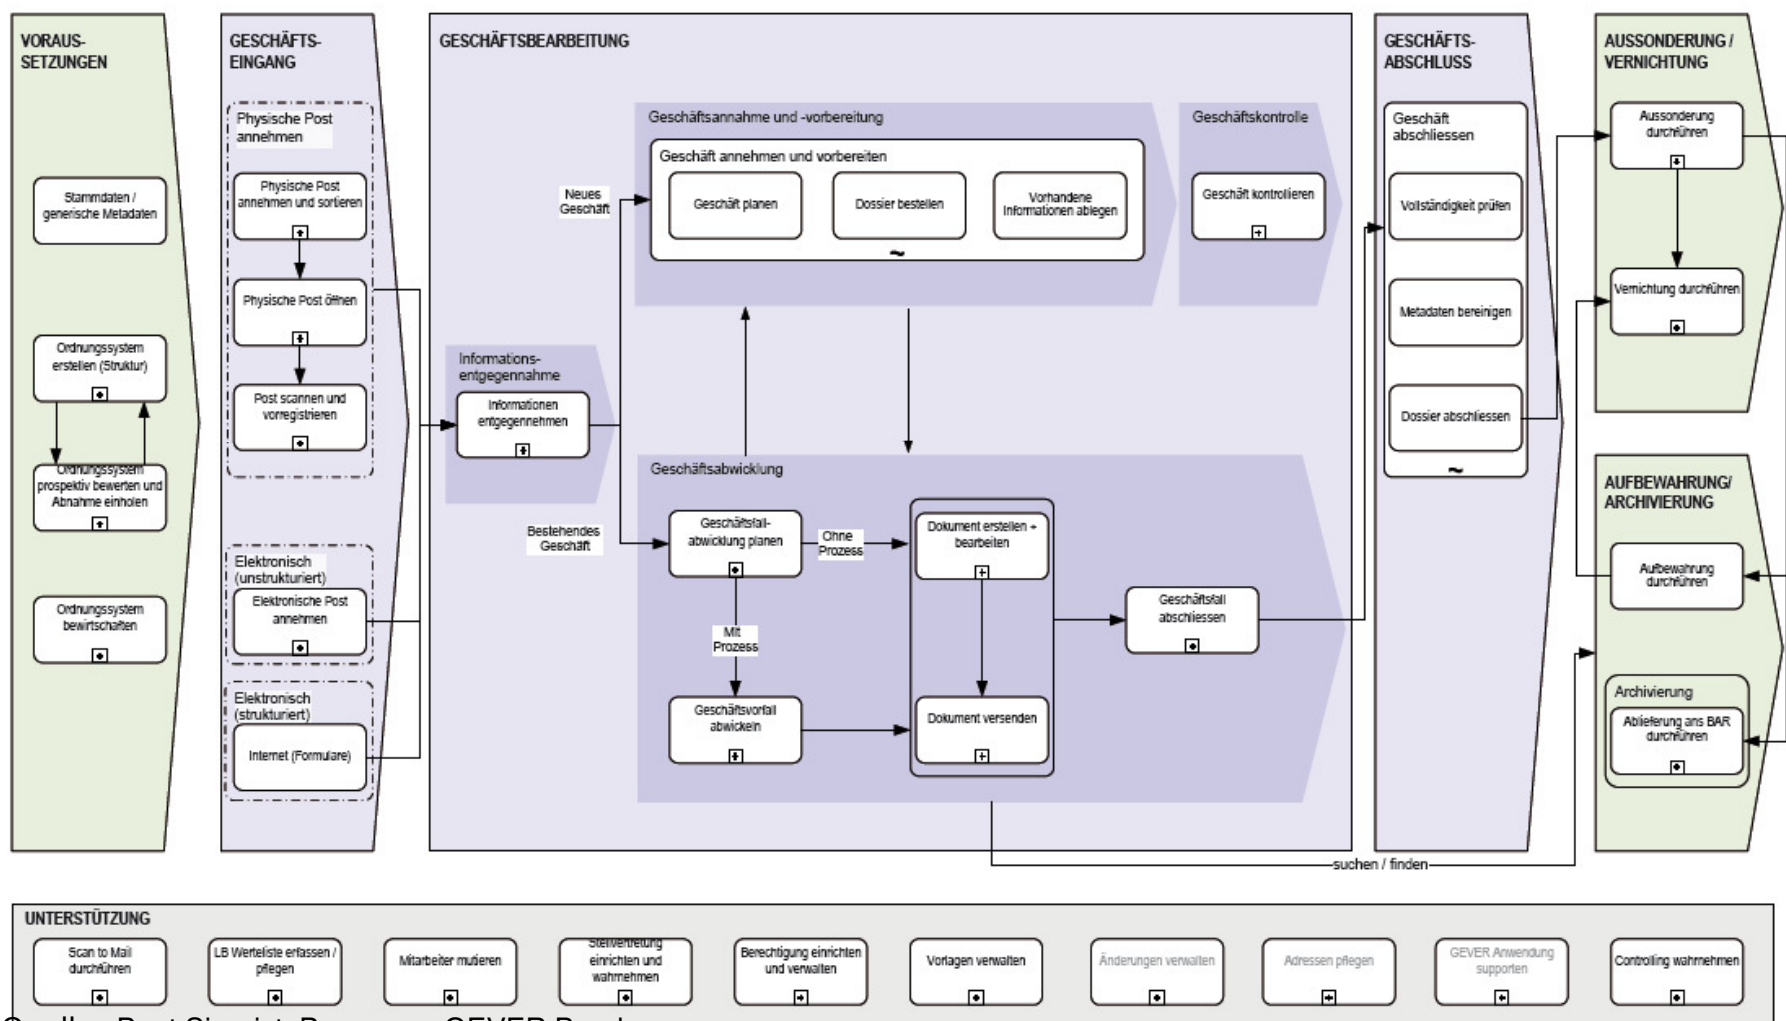 VORAUS-
SETZUNGEN
Stammdaten /
generische Metadaten
Ordnungssystem
erstellen (Struktur)
Ordnungssystem
prospektiv bewerten und
Abnahme einholen
Ordnungssystem
bewirtschaften
GESCHÄFTS-
EINGANG
Physische Post
annehmen
Physische Post
annehmen und sortieren
Physische Post öffnen
Post scannen und
vorregistrieren
Elektronisch
(unstrukturiert)
Elektronische Post
annehmen
Elektronisch
(strukturiert)
Internet (Formulare)
GESCHÄFTSBEARBEITUNG
Informations-
entgegennahme
Informationen
entgegennehmen
Neues
Geschäft
Bestehendes
Geschäft
Geschäftsannahme und -vorbereitung
Geschäft annehmen und vorbereiten
Geschäft planen
Dossier bestellen
Vorhandene
Informationen ablegen
Geschäftskontrolle
Geschäft kontrollieren
Geschäftsabwicklung
Geschäftsfall-
abwicklung planen
Ohne
Prozess
Mit
Prozess
Geschäftsvorfall
abwickeln
Dokument erstellen +
bearbeiten
Dokument versenden
Geschäftsfall
abschliessen
GESCHÄFTS-
ABSCHLUSS
Geschäft
abschliessen
Vollständigkeit prüfen
Metadaten bereinigen
Dossier abschliessen
AUSSONDERUNG /
VERNICHTUNG
Aussonderung
durchführen
Vernichtung durchführen
AUFBEWAHRUNG/
ARCHIVIERUNG
Aufbewahrung
durchführen
Archivierung
Ablieferung ans BAR
durchführen
suchen / finden
UNTERSTÜTZUNG
Scan to Mail
durchführen
LB Werteliste erfassen /
pflegen
Mitarbeiter mutieren
Stellvertretung
einrichten und
wahrnehmen
Berechtigung einrichten
und verwalten
Vorlagen verwalten
Änderungen verwalten
Adressen pflegen
GEVER Anwendung
supporten
Controlling wahrnehmen